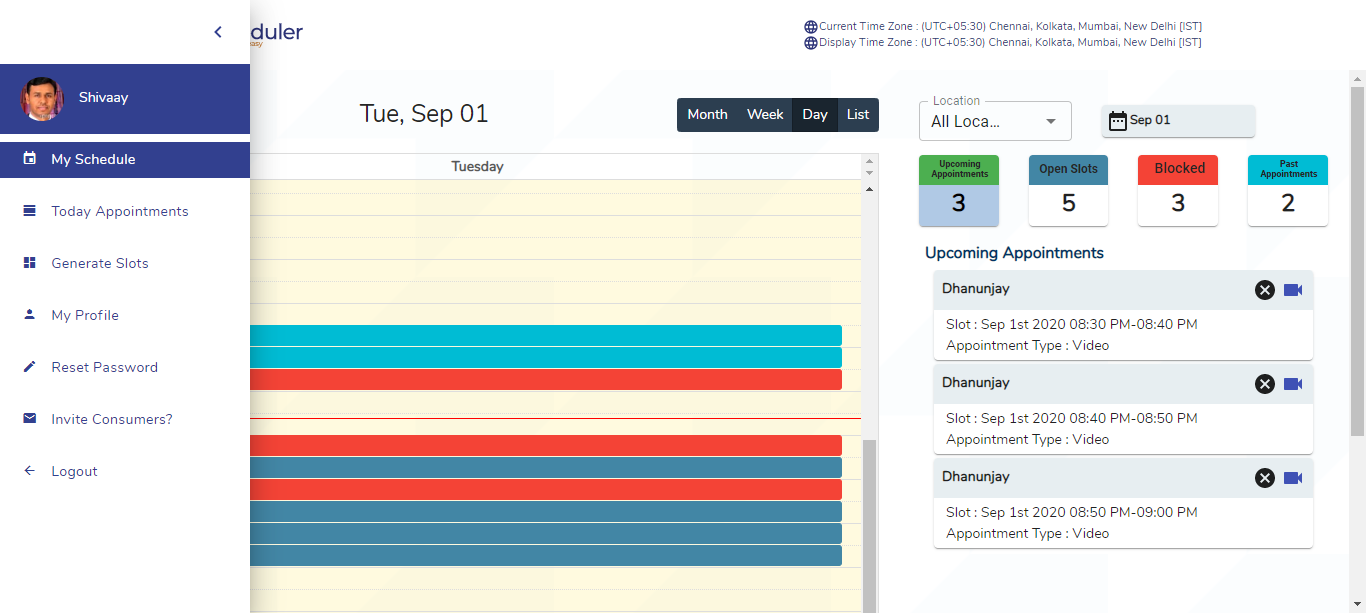 duler
easy
Current Time Zone : (UTC+05:30) Chennai, Kolkata, Mumbai, New Delhi [IST]
Display Time Zone : (UTC+05:30) Chennai, Kolkata, Mumbai, New Delhi [IST]
Shivaay
My Schedule
Today Appointments
Generate Slots
My Profile
Reset Password
Invite Consumers?
Logout
Tue, Sep 01
Month Week Day List
Tuesday
Location
All Loca...
Sep 01
Upcoming Appointments
3
Open Slots
5
Blocked
3
Past Appointments
2
Upcoming Appointments
Dhanunjay
Slot : Sep 1st 2020 08:30 PM-08:40 PM
Appointment Type : Video
Dhanunjay
Slot : Sep 1st 2020 08:40 PM-08:50 PM
Appointment Type : Video
Dhanunjay
Slot : Sep 1st 2020 08:50 PM-09:00 PM
Appointment Type : Video